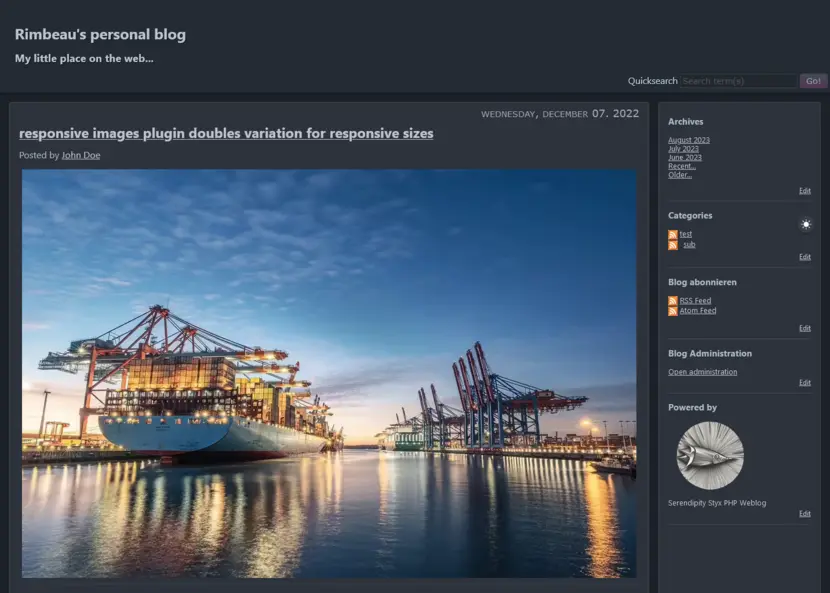 Rimbeau's personal blog
My little place on the web...
Quicksearch Search term(s) Go!
WEDNESDAY, DECEMBER 07. 2022
responsive images plugin doubles variation for responsive sizes
Posted by John Doe
Archives
August 2023
July 2023
June 2023
Recent...
Older...
Edit
Categories
test
sub
Edit
Blog abonnieren
RSS Feed
Atom Feed
Edit
Blog Administration
Open administration
Edit
Powered by
Serendipity Styx PHP Weblog
Edit